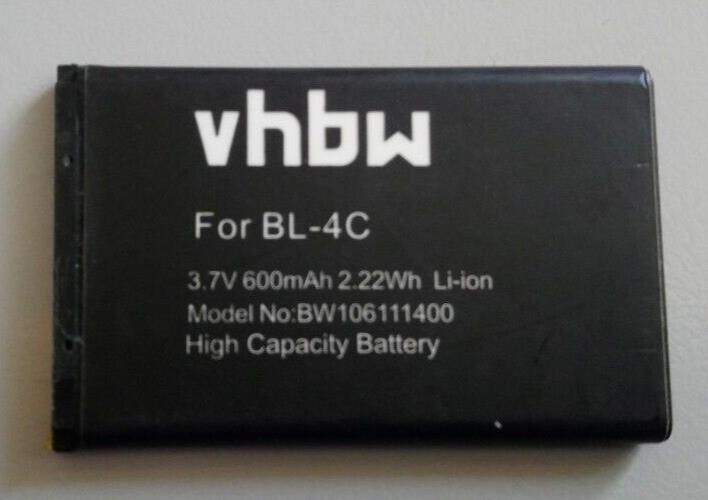 vhbw
For BL-4C
3.7V 600mAh 2.22Wh Li-ion
Model No:BW106111400
High Capacity Battery